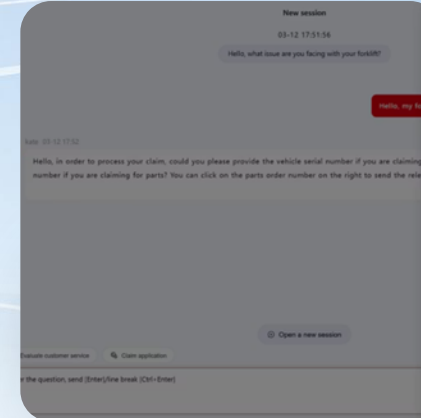 New session
03-12 17:51:56
Hello, what issue are you facing with your forklift?
Hello, my fo
03-12 17:52
Hello, in order to process your claim, could you please provide the vehicle serial number if you are claiming
number if you are claiming for parts? You can click on the parts order number on the right to send the rele
Open a new session
Evaluate customer service
Claim application
r the question, send [Enter]/line break [Ctrl+Enter]